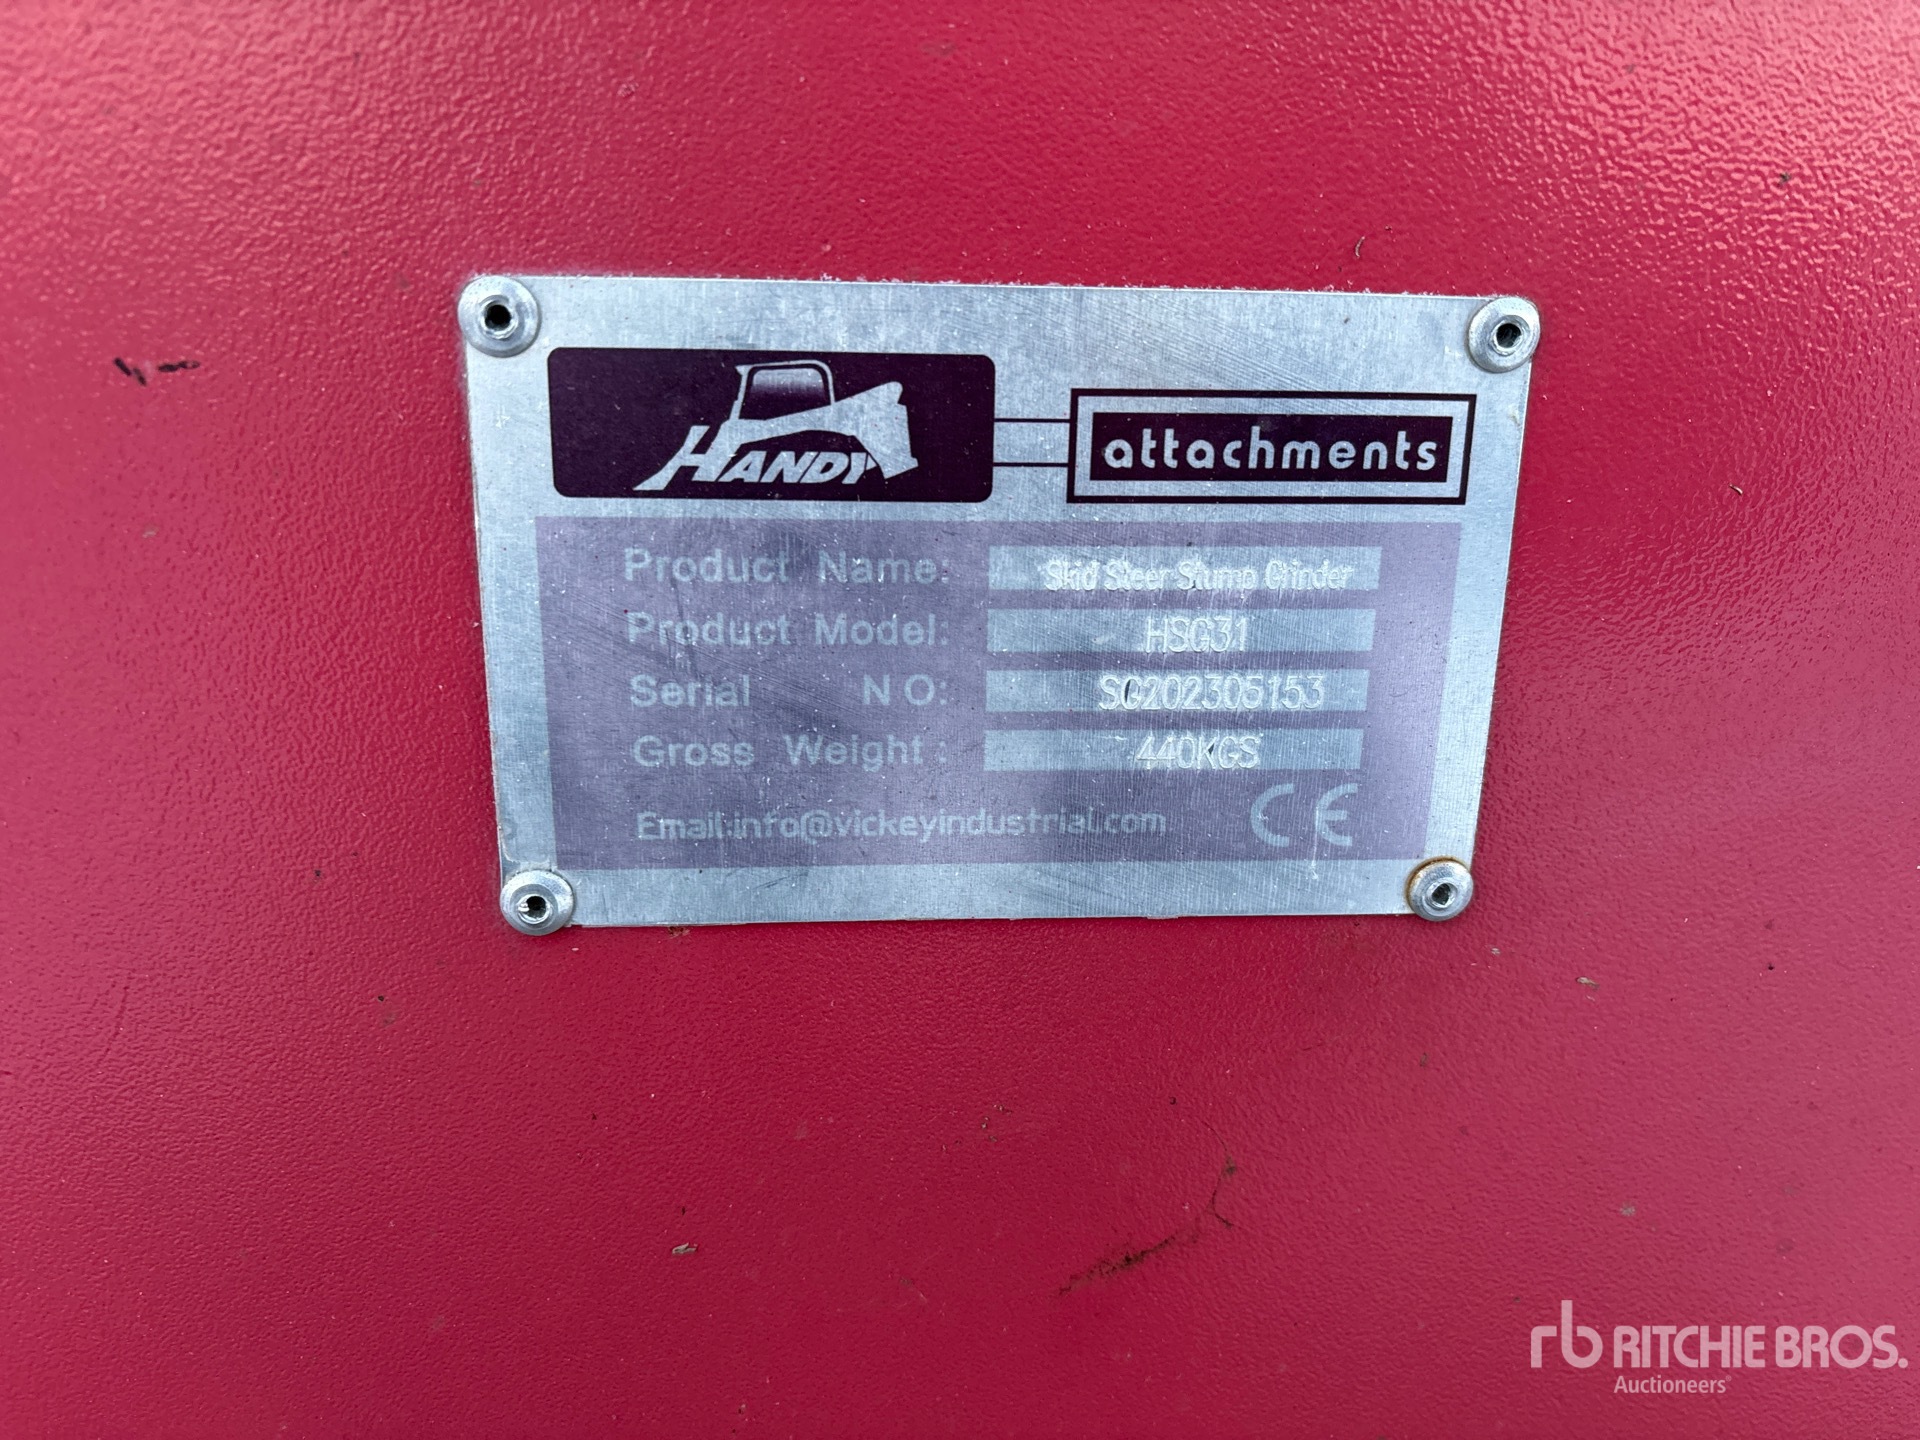 HANDY
attachments
Product Name: Skid Steer Stump Grinder
Product Model: HSG31
Serial N O: SG202305153
Gross Weight : 440KGS
Email:info@vickeyindustrial.com CE
rb RITCHIE BROS.
Auctioneers